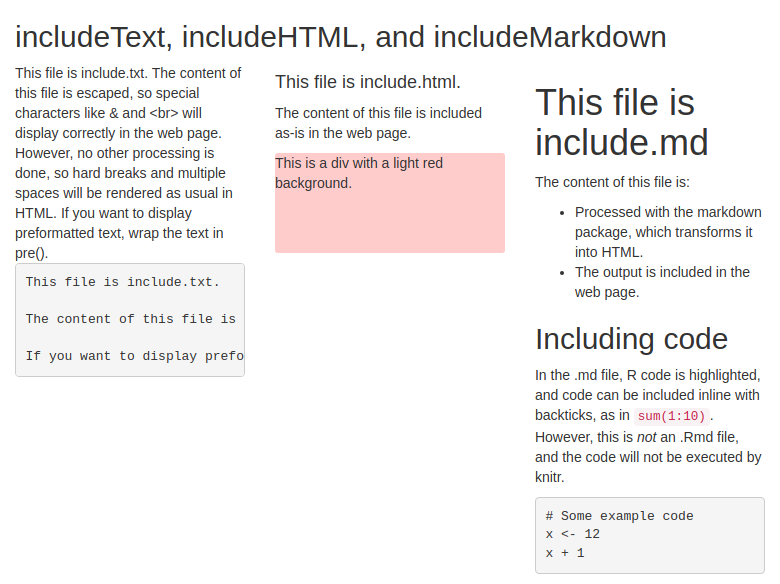 includeText, includeHTML, and includeMarkdown
This file is include.txt. The content of
this file is escaped, so special
characters like & and <br> will
display correctly in the web page.
However, no other processing is
done, so hard breaks and multiple
spaces will be rendered as usual in
HTML. If you want to display
preformatted text, wrap the text in
pre().
This file is include.txt.
The content of this file is
If you want to display prefo
This file is include.html.
The content of this file is included
as-is in the web page.
This is a div with a light red
background.
This file is
include.md
The content of this file is:
• Processed with the markdown
package, which transforms it
into HTML.
• The output is included in the
web page.
Including code
In the .md file, R code is highlighted,
and code can be included inline with
backticks, as in sum(1:10).
However, this is not an .Rmd file,
and the code will not be executed by
knitr.
# Some example code
x <- 12
x + 1